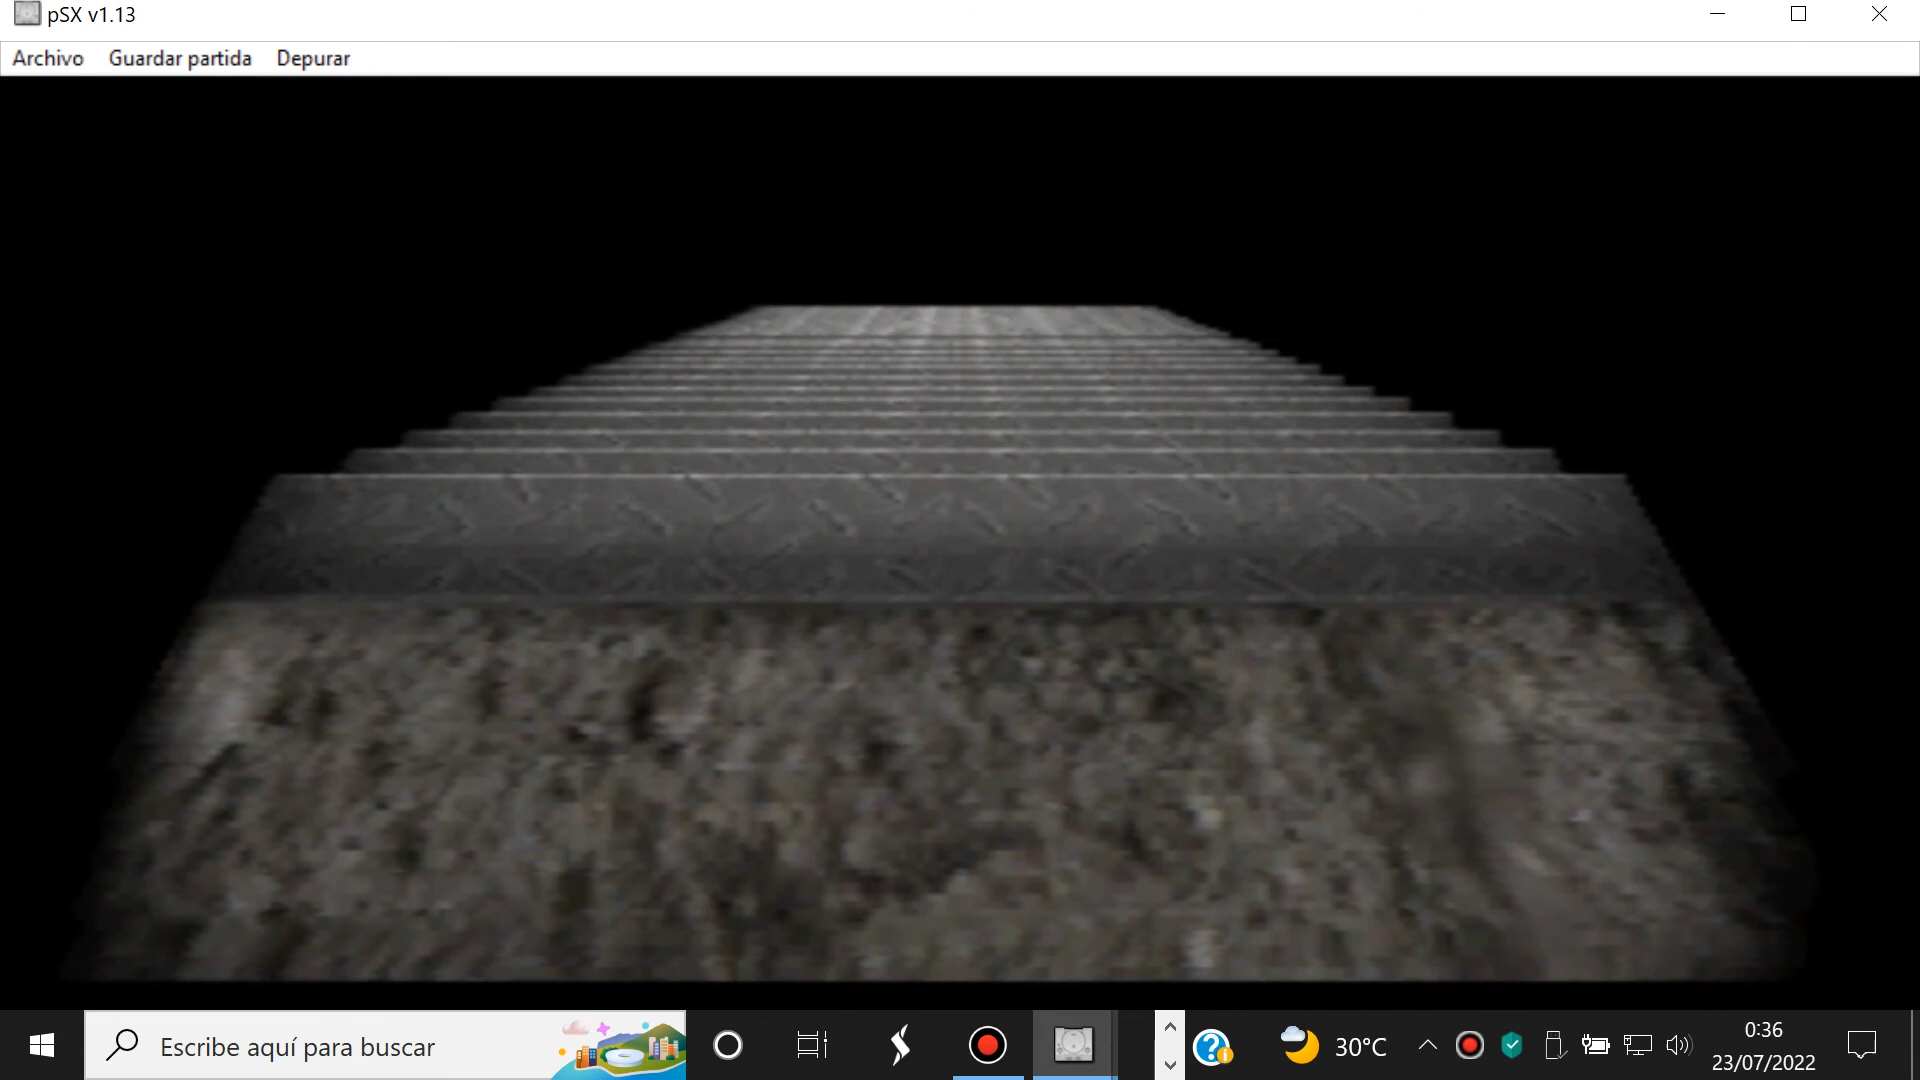 pSX v1.13
Archivo Guardar partida Depurar
Escribe aquí para buscar
30°C
0:36
23/07/2022